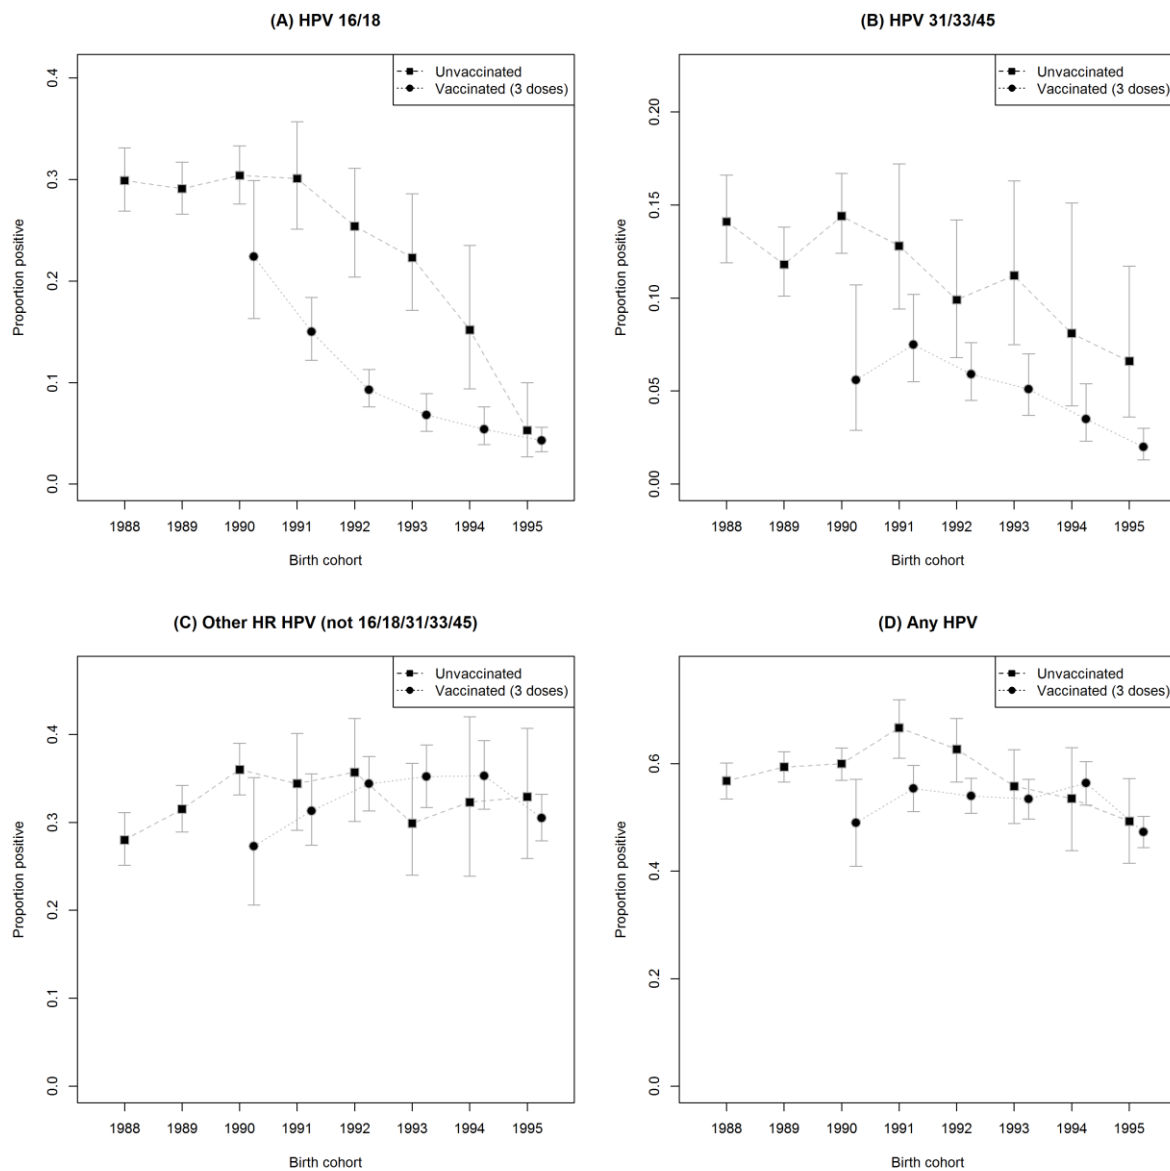 (A) HPV 16/18
Unvaccinated
Vaccinated (3 doses)
Proportion positive
0.4
0.3
0.2
0.1
0.0
1988 1989 1990 1991 1992 1993 1994 1995
Birth cohort
(B) HPV 31/33/45
Unvaccinated
Vaccinated (3 doses)
Proportion positive
0.20
0.15
0.10
0.05
0.00
1988 1989 1990 1991 1992 1993 1994 1995
Birth cohort
(C) Other HR HPV (not 16/18/31/33/45)
Unvaccinated
Vaccinated (3 doses)
Proportion positive
0.4
0.3
0.2
0.1
0.0
1988 1989 1990 1991 1992 1993 1994 1995
Birth cohort
(D) Any HPV
Unvaccinated
Vaccinated (3 doses)
Proportion positive
0.6
0.4
0.2
0.0
1988 1989 1990 1991 1992 1993 1994 1995
Birth cohort